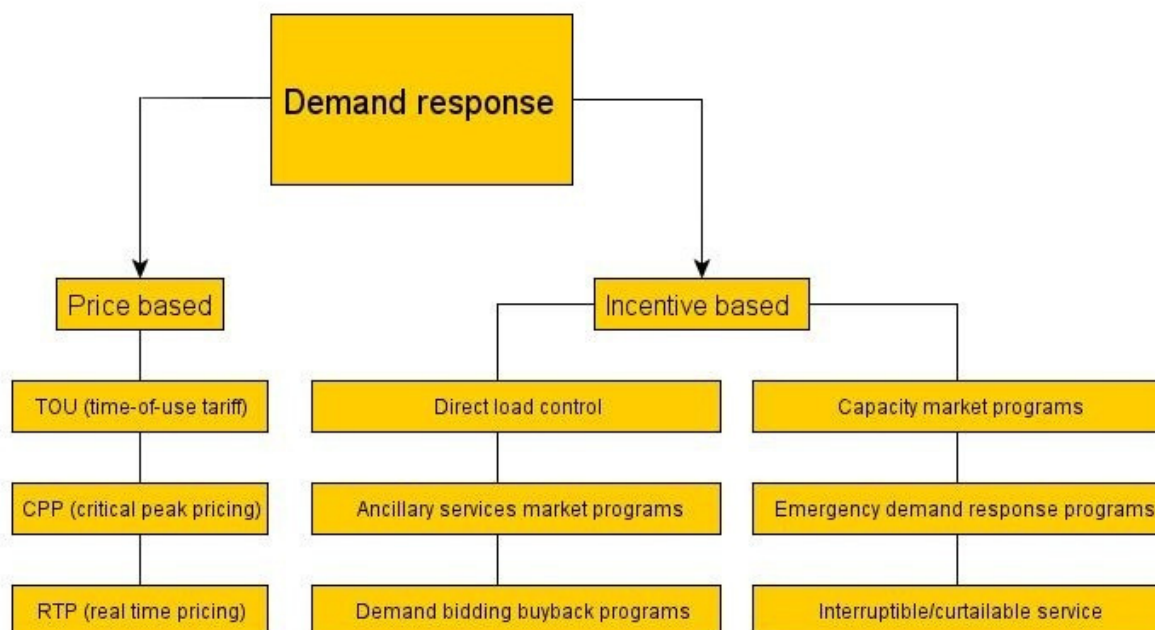 Demand response
Price based
Incentive based
TOU (time-of-use tariff)
Direct load control
Capacity market programs
CPP (critical peak pricing)
Ancillary services market programs
Emergency demand response programs
RTP (real time pricing)
Demand bidding buyback programs
Interruptible/curtailable service